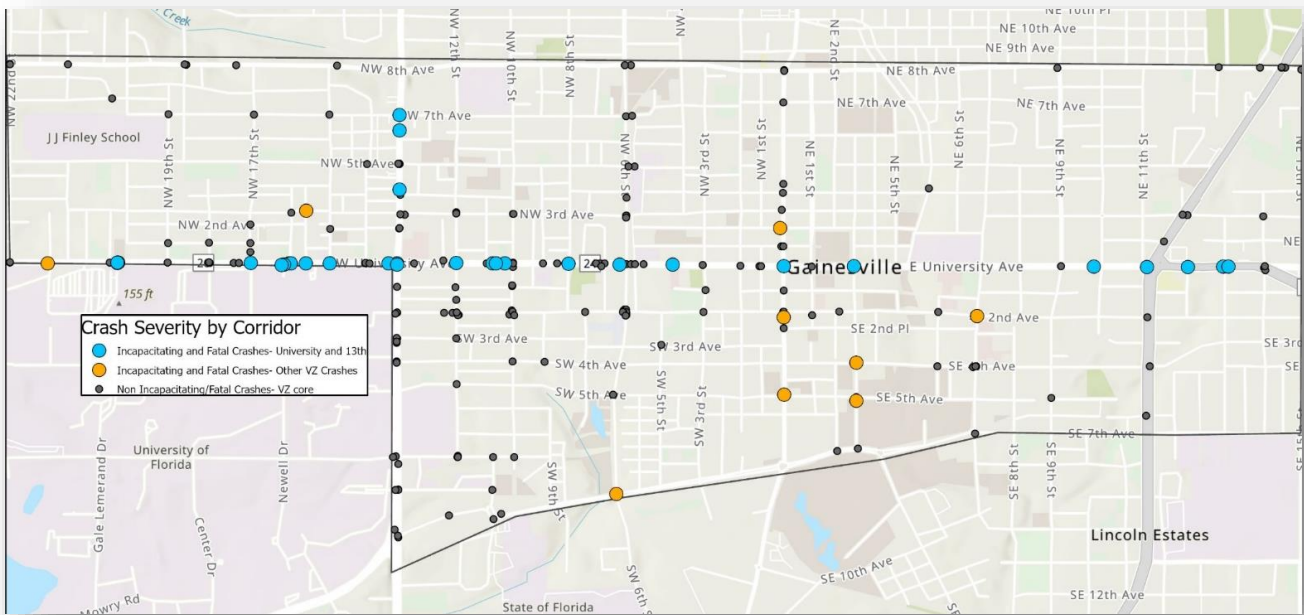 Creek
NE 10th Pl
NE 10th Ave
NE 9th Ave
NW 22nd
NW 12th St
NW 10th St
NW 8th St
NW
NE 2nd St
NW 8th Ave
NE 8th Ave
NE 7th Ave
NE 7th Ave
W 7th Ave
J J Finley School
NW 19th St
NW 17th St
NW 5th Ave
NW 6th St
NW 3rd St
NW 1st St
NE 1st St
NE 5th St
NE 6th St
NE 9th St
NE 11th St
NW 2nd Ave
NW 3rd Ave
W University Ave
24
Gainesville
E University Ave
155 ft
Crash Severity by Corridor
Incapacitating and Fatal Crashes- University and 13th
Incapacitating and Fatal Crashes- Other VZ Crashes
Non Incapacitating/Fatal Crashes- VZ core
2nd Ave
SE 2nd Pl
SW 3rd Ave
SW 3rd Ave
SE 3rd
SW 4th Ave
SW 5th Ave
SW 5th St
SW 3rd St
SE 5th Ave
SE 7th Ave
University of
Florida
Gale Lemerand Dr
Newell Dr
Center Dr
SW 9th St
SE 8th St
SE 9th St
SE 15th
Lincoln Estates
SE 10th Ave
SE 12th Ave
Mowry Rd
State of Florida
SW 6th S
SE